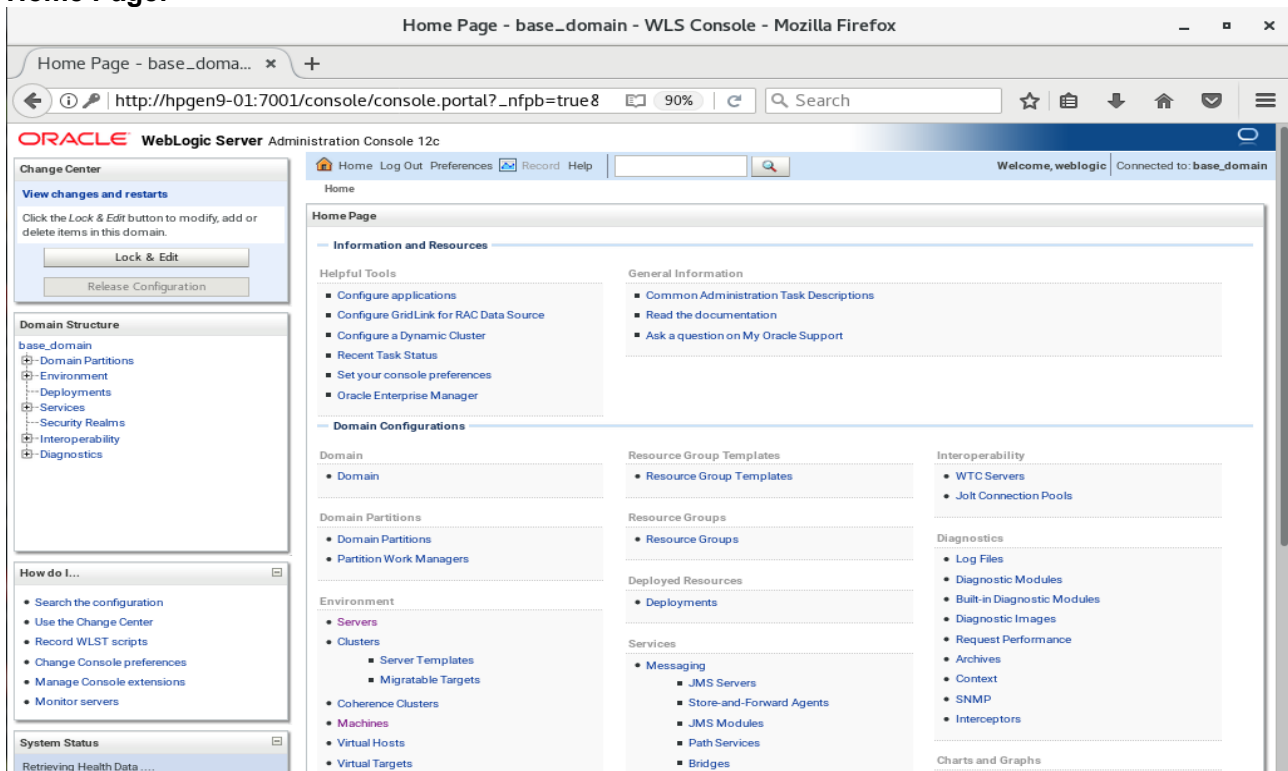 Home Page:
Home Page - base_domain - WLS Console - Mozilla Firefox
Home Page - base_doma...
http://hpgen9-01:7001/console/console.portal?_nfpb=true&
90%
Search
ORACLE WebLogic Server Administration Console 12c
Change Center
View changes and restarts
Click the Lock & Edit button to modify, add or
delete items in this domain.
Lock & Edit
Release Configuration
Domain Structure
base_domain
Domain Partitions
Environment
Deployments
Services
Security Realms
Interoperability
Diagnostics
How do I...
Search the configuration
Use the Change Center
Record WLST scripts
Change Console preferences
Manage Console extensions
Monitor servers
System Status
Retrieving Health Data ....
Home Log Out Preferences Record Help
Welcome, weblogic
Connected to: base_domain
Home
Home Page
Information and Resources
Helpful Tools
Configure applications
Configure GridLink for RAC Data Source
Configure a Dynamic Cluster
Recent Task Status
Set your console preferences
Oracle Enterprise Manager
General Information
Common Administration Task Descriptions
Read the documentation
Ask a question on My Oracle Support
Domain Configurations
Domain
Domain
Domain Partitions
Domain Partitions
Partition Work Managers
Environment
Servers
Clusters
Server Templates
Migratable Targets
Coherence Clusters
Machines
Virtual Hosts
Virtual Targets
Resource Group Templates
Resource Group Templates
Resource Groups
Resource Groups
Deployed Resources
Deployments
Services
Messaging
JMS Servers
Store-and-Forward Agents
JMS Modules
Path Services
Bridges
Interoperability
WTC Servers
Jolt Connection Pools
Diagnostics
Log Files
Diagnostic Modules
Built-in Diagnostic Modules
Diagnostic Images
Request Performance
Archives
Context
SNMP
Interceptors
Charts and Graphs